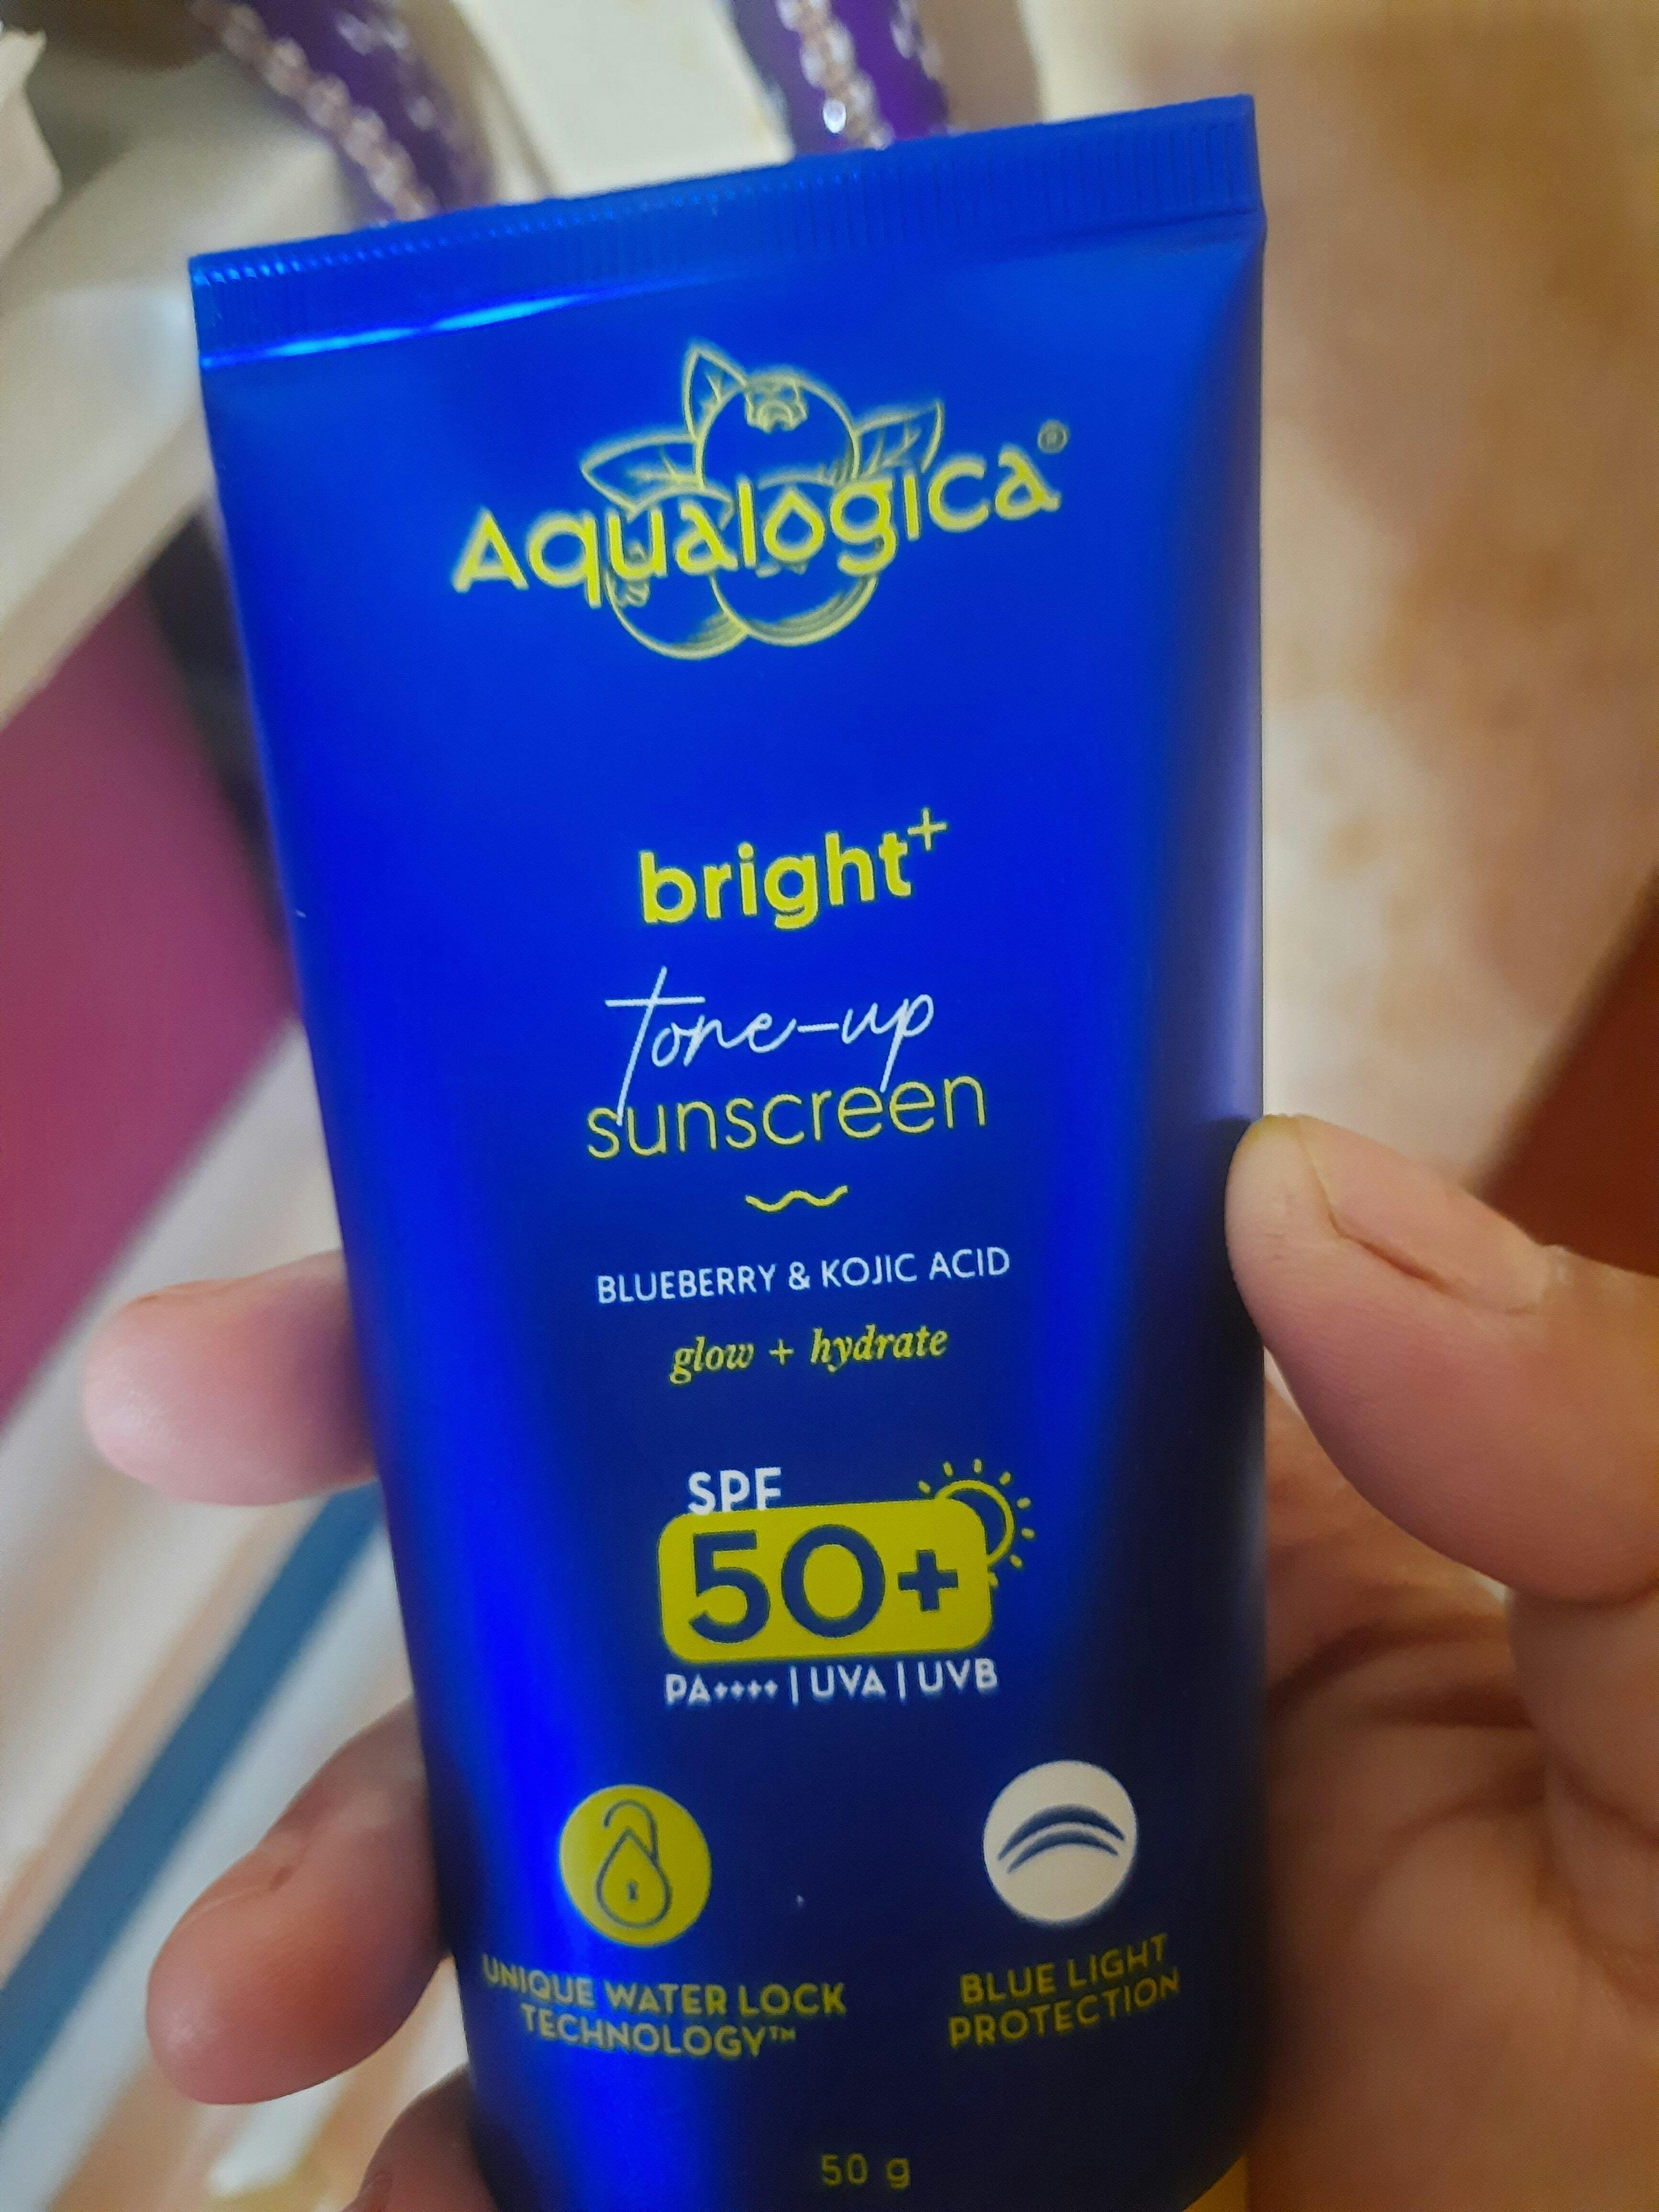 Aqualogica®
bright+
tone-up
sunscreen
BLUEBERRY & KOJIC ACID
glow + hydrate
SPF
50+
PA++++ | UVA | UVB
UNIQUE WATER LOCK
TECHNOLOGY™
BLUE LIGHT
PROTECTION
50 g